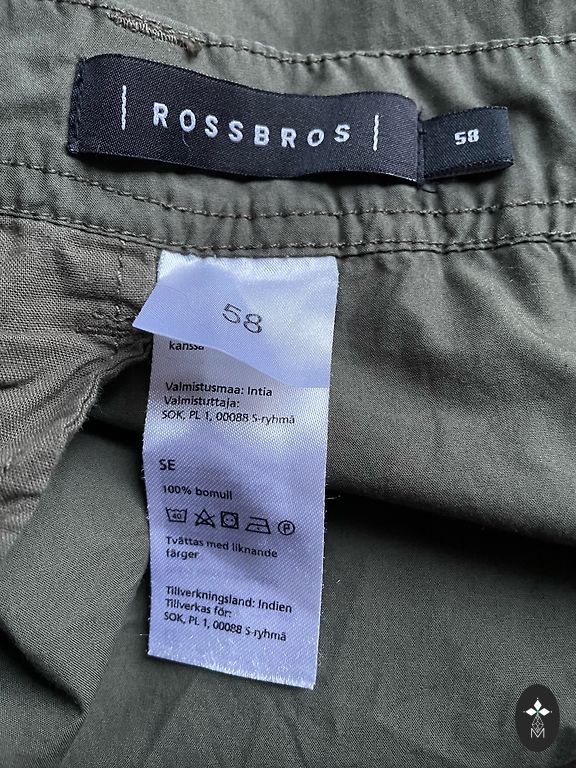 ROSSBROS
58
58
kanssa
Valmistusmaa: Intia
Valmistuttaja:
SOK, PL 1, 00088 S-ryhmä
SE
100% bomull
40 P
Tvättas med liknande
färger
Tillverkningsland: Indien
Tillverkas för:
SOK, PL 1, 00088 S-ryhmä
M